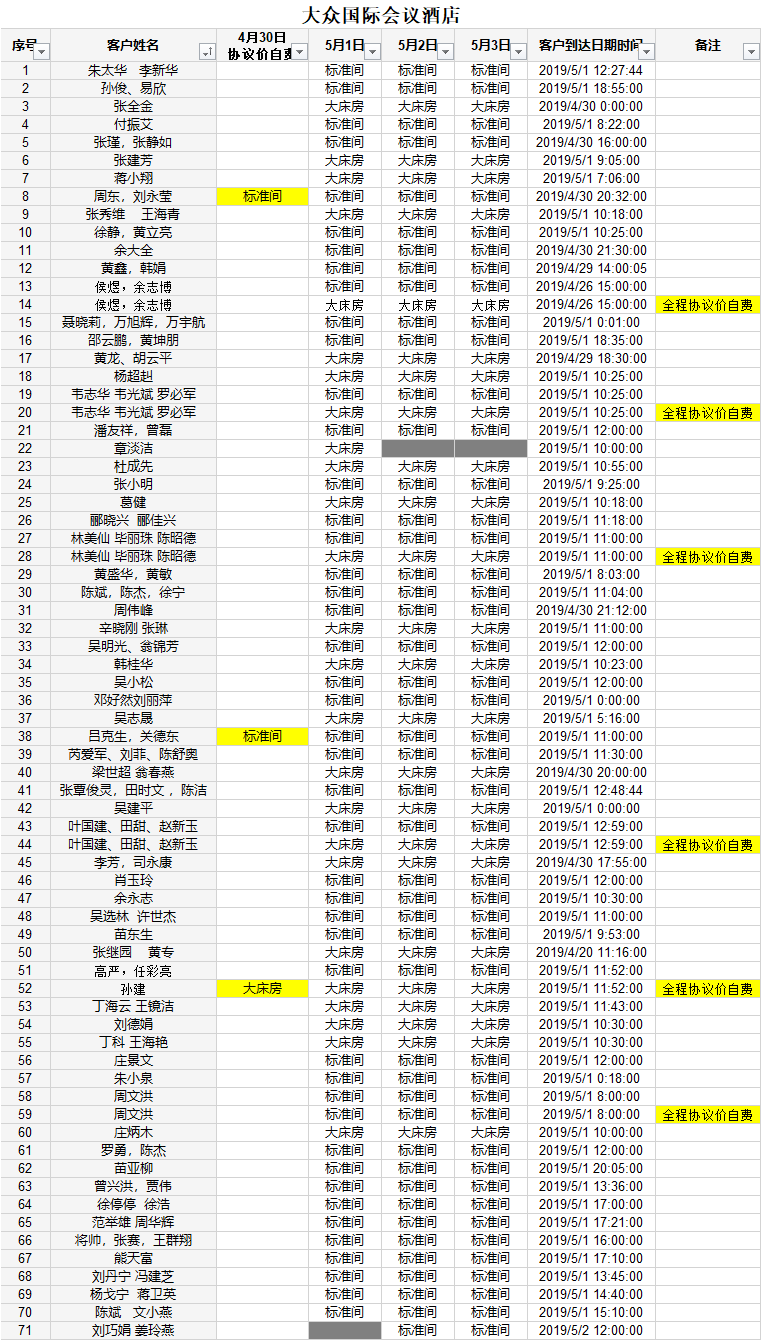 大众国际会议酒店
序号 客户姓名 4月30日 协议价自费 5月1日 5月2日 5月3日 客户到达日期时间 备注
1 朱太华 李新华 标准间 标准间 标准间 2019/5/1 12:27:44
2 孙俊、易欣 标准间 标准间 标准间 2019/5/1 18:55:00
3 张金金 大床房 大床房 大床房 2019/4/30 0:00:00
4 付振艾 标准间 标准间 标准间 2019/5/1 8:22:00
5 张瑾，张静如 标准间 标准间 标准间 2019/4/30 16:00:00
6 张建芳 大床房 大床房 大床房 2019/5/1 9:05:00
7 蒋小翔 大床房 大床房 大床房 2019/5/1 7:06:00
8 周东，刘永莹 标准间 标准间 标准间 标准间 2019/4/30 20:32:00
9 张秀维 王海青 大床房 大床房 大床房 2019/5/1 10:18:00
10 徐静，黄立亮 标准间 标准间 标准间 2019/5/1 10:25:00
11 余大全 标准间 标准间 标准间 2019/4/30 21:30:00
12 黄鑫，韩娟 标准间 标准间 标准间 2019/4/29 14:00:05
13 侯煜，余志博 标准间 标准间 标准间 2019/4/26 15:00:00
14 侯煜，余志博 大床房 大床房 大床房 2019/4/26 15:00:00 全程协议价自费
15 聂晓莉，万旭辉，万宇航 标准间 标准间 标准间 2019/5/1 0:01:00
16 邵云鹏，黄坤朋 标准间 标准间 标准间 2019/5/1 18:35:00
17 黄龙、胡云平 大床房 大床房 大床房 2019/4/29 18:30:00
18 杨超赳 大床房 大床房 大床房 2019/5/1 10:25:00
19 韦志华 韦光斌 罗必军 标准间 标准间 标准间 2019/5/1 10:25:00
20 韦志华 韦光斌 罗必军 大床房 大床房 大床房 2019/5/1 10:25:00 全程协议价自费
21 潘友祥，曾磊 标准间 标准间 标准间 2019/5/1 12:00:00
22 章淡洁 大床房 2019/5/1 10:00:00
23 杜成先 大床房 大床房 大床房 2019/5/1 10:55:00
24 张小明 标准间 标准间 标准间 2019/5/1 9:25:00
25 葛健 大床房 大床房 大床房 2019/5/1 10:18:00
26 郦晓兴 郦佳兴 标准间 标准间 标准间 2019/5/1 11:18:00
27 林美仙 毕丽珠 陈昭德 标准间 标准间 标准间 2019/5/1 11:00:00
28 林美仙 毕丽珠 陈昭德 大床房 大床房 大床房 2019/5/1 11:00:00 全程协议价自费
29 黄盛华，黄敏 标准间 标准间 标准间 2019/5/1 8:03:00
30 陈斌，陈杰，徐宁 标准间 标准间 标准间 2019/5/1 11:04:00
31 周伟峰 标准间 标准间 标准间 2019/4/30 21:12:00
32 辛晓刚 张琳 大床房 大床房 大床房 2019/5/1 11:00:00
33 吴明光、翁锦芳 标准间 标准间 标准间 2019/5/1 12:00:00
34 韩桂华 大床房 大床房 大床房 2019/5/1 10:23:00
35 吴小松 标准间 标准间 标准间 2019/5/1 12:00:00
36 邓好然刘丽萍 标准间 标准间 标准间 2019/5/1 0:00:00
37 吴志晟 大床房 大床房 大床房 2019/5/1 5:16:00
38 吕克生，关德东 标准间 标准间 标准间 标准间 2019/5/1 11:00:00
39 芮爱军、刘菲、陈舒奥 标准间 标准间 标准间 2019/5/1 11:30:00
40 梁世超 翁春燕 大床房 大床房 大床房 2019/4/30 20:00:00
41 张覃俊灵，田时文 ，陈洁 标准间 标准间 标准间 2019/5/1 12:48:44
42 吴建平 大床房 大床房 大床房 2019/5/1 0:00:00
43 叶国建、田甜、赵新玉 标准间 标准间 标准间 2019/5/1 12:59:00
44 叶国建、田甜、赵新玉 大床房 大床房 大床房 2019/5/1 12:59:00 全程协议价自费
45 李芳，司永康 大床房 大床房 大床房 2019/4/30 17:55:00
46 肖玉玲 标准间 标准间 标准间 2019/5/1 12:00:00
47 余永志 标准间 标准间 标准间 2019/5/1 10:30:00
48 吴选林 许世杰 标准间 标准间 标准间 2019/5/1 11:00:00
49 苗东生 标准间 标准间 标准间 2019/5/1 9:53:00
50 张继园 黄专 大床房 大床房 大床房 2019/4/20 11:16:00
51 高严，任彩亮 标准间 标准间 标准间 2019/5/1 11:52:00
52 孙建 大床房 大床房 大床房 大床房 2019/5/1 11:52:00 全程协议价自费
53 丁海云 王镜洁 大床房 大床房 大床房 2019/5/1 11:43:00
54 刘德娟 大床房 大床房 大床房 2019/5/1 10:30:00
55 丁科 王海艳 大床房 大床房 大床房 2019/5/1 10:30:00
56 庄景文 标准间 标准间 标准间 2019/5/1 12:00:00
57 朱小泉 标准间 标准间 标准间 2019/5/1 0:18:00
58 周文洪 标准间 标准间 标准间 2019/5/1 8:00:00
59 周文洪 标准间 标准间 标准间 2019/5/1 8:00:00 全程协议价自费
60 庄炳木 大床房 大床房 大床房 2019/5/1 10:00:00
61 罗勇，陈杰 标准间 标准间 标准间 2019/5/1 12:00:00
62 苗亚柳 标准间 标准间 标准间 2019/5/1 20:05:00
63 曾兴洪，贾伟 标准间 标准间 标准间 2019/5/1 13:36:00
64 徐停停 徐浩 标准间 标准间 标准间 2019/5/1 17:00:00
65 范举雄 周华辉 标准间 标准间 标准间 2019/5/1 17:21:00
66 将帅，张赛，王群翔 标准间 标准间 标准间 2019/5/1 16:00:00
67 熊天富 标准间 标准间 标准间 2019/5/1 17:10:00
68 刘丹宁 冯建芝 标准间 标准间 标准间 2019/5/1 13:45:00
69 杨戈宁 蒋卫英 标准间 标准间 标准间 2019/5/1 14:40:00
70 陈斌 文小燕 标准间 标准间 标准间 2019/5/1 15:10:00
71 刘巧娟 姜玲燕 标准间 标准间 2019/5/2 12:00:00